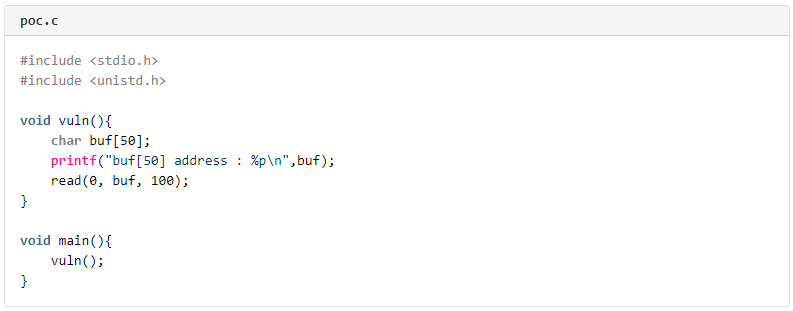 poc.c
#include <stdio.h>
#include <unistd.h>
void vuln(){
    char buf[50];
    printf("buf[50] address : %p\n",buf);
    read(0, buf, 100);
}
void main(){
    vuln();
}